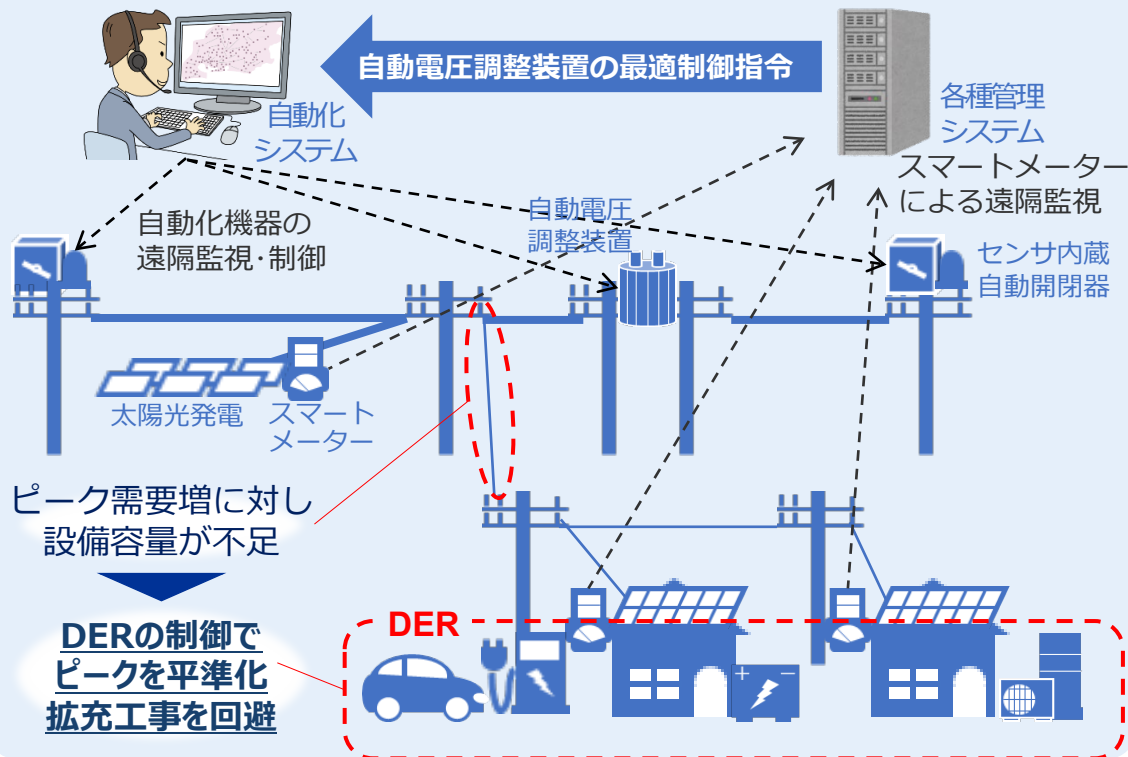 自動電圧調整装置の最適制御指令
自動化
システム
各種管理
システム
スマートメーター
による遠隔監視
自動化機器の
遠隔監視･制御
自動電圧
調整装置
センサ内蔵
自動開閉器
太陽光発電
スマート
メーター
ピーク需要増に対し
設備容量が不足
DERの制御で
ピークを平準化
拡充工事を回避
DER